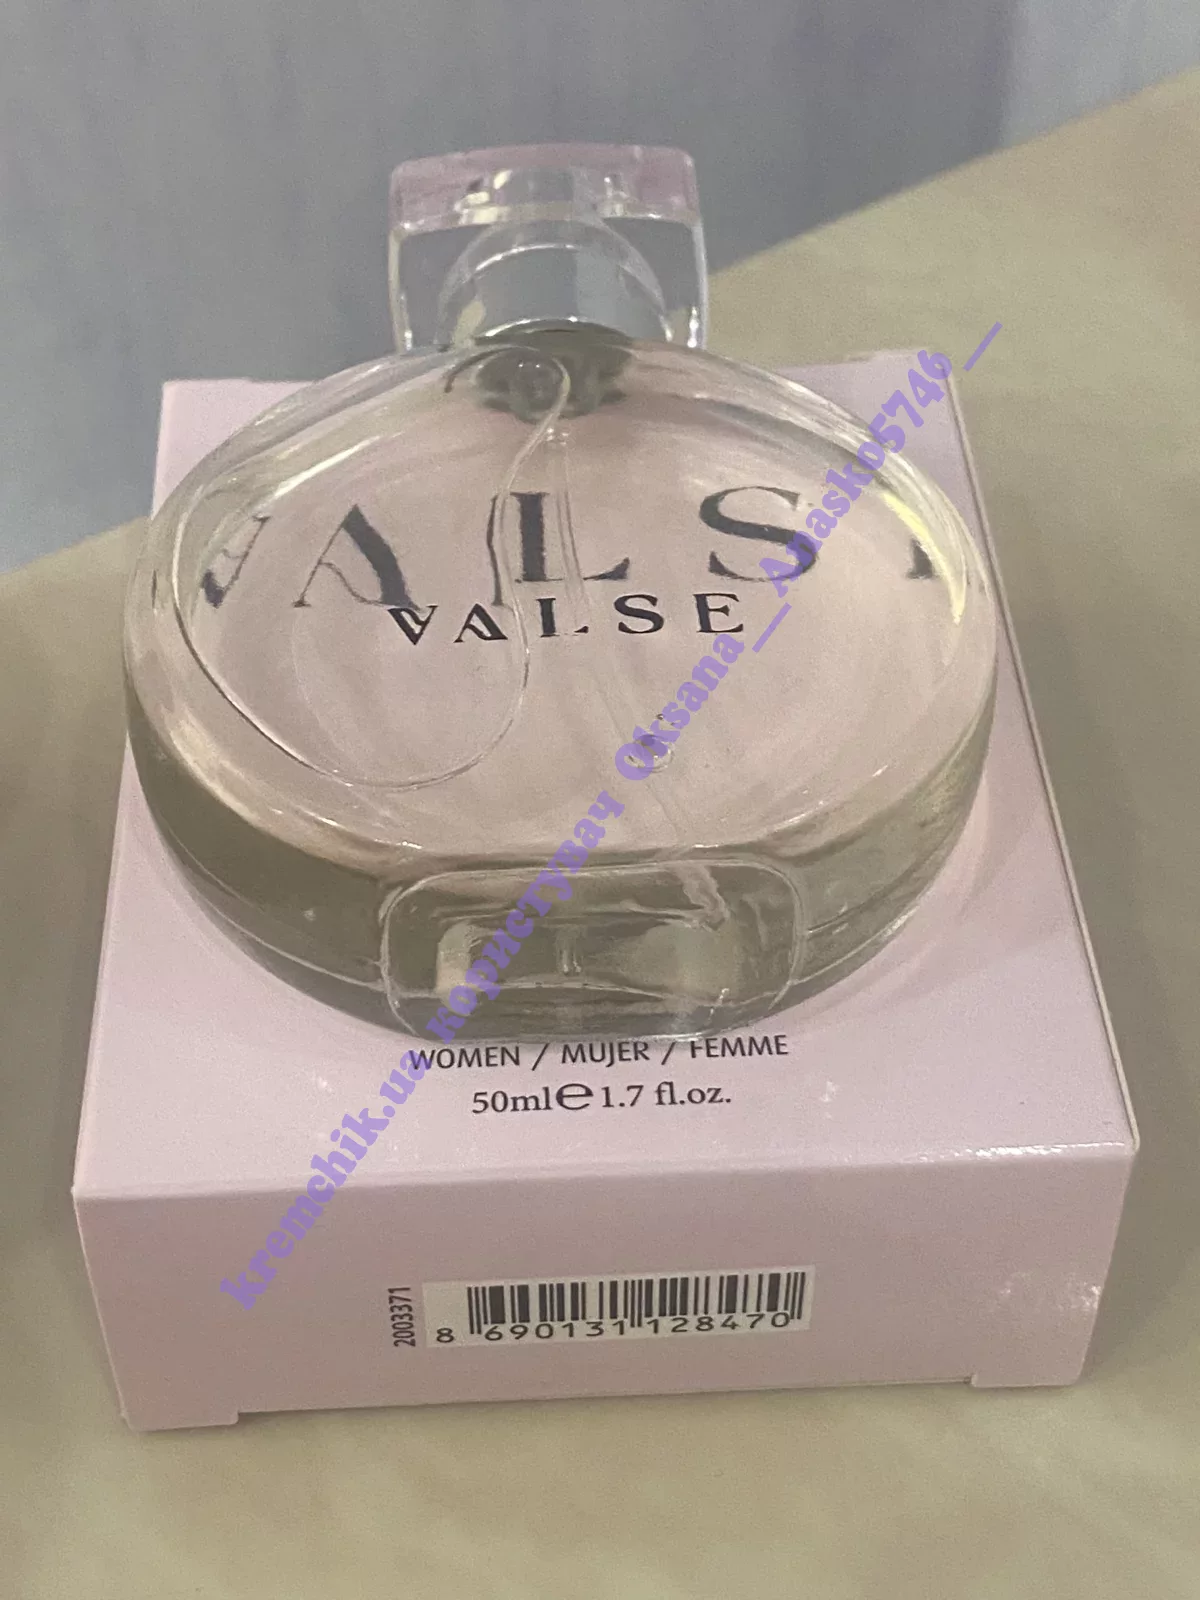 VALSE
VALSE
WOMEN / MUJER / FEMME
50ml℮1.7 fl.oz.
2003371
8 690131 128470
kremchik.ua користувач Oksana__Anasko5746__